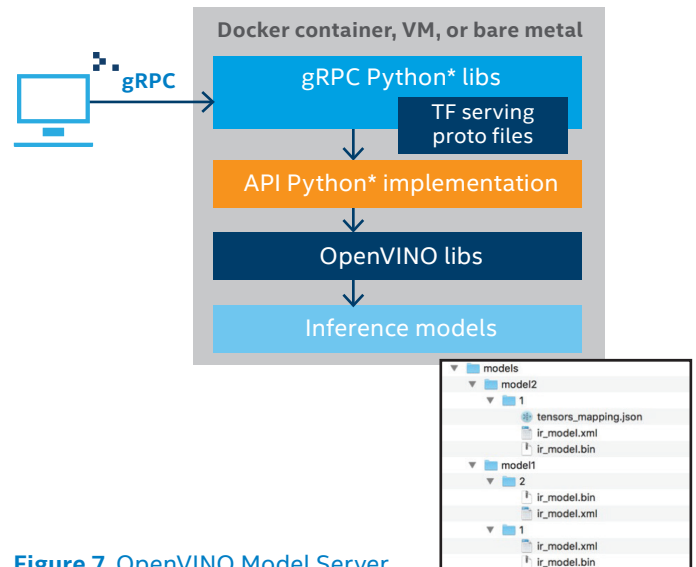 Docker container, VM, or bare metal
gRPC
gRPC Python* libs
TF serving
proto files
API Python* implementation
OpenVINO libs
Inference models
models
model2
1
tensors_mapping.json
ir_model.xml
ir_model.bin
model1
2
ir_model.bin
ir_model.xml
1
ir_model.xml
ir_model.bin
Figure 7. OpenVINO Model Server